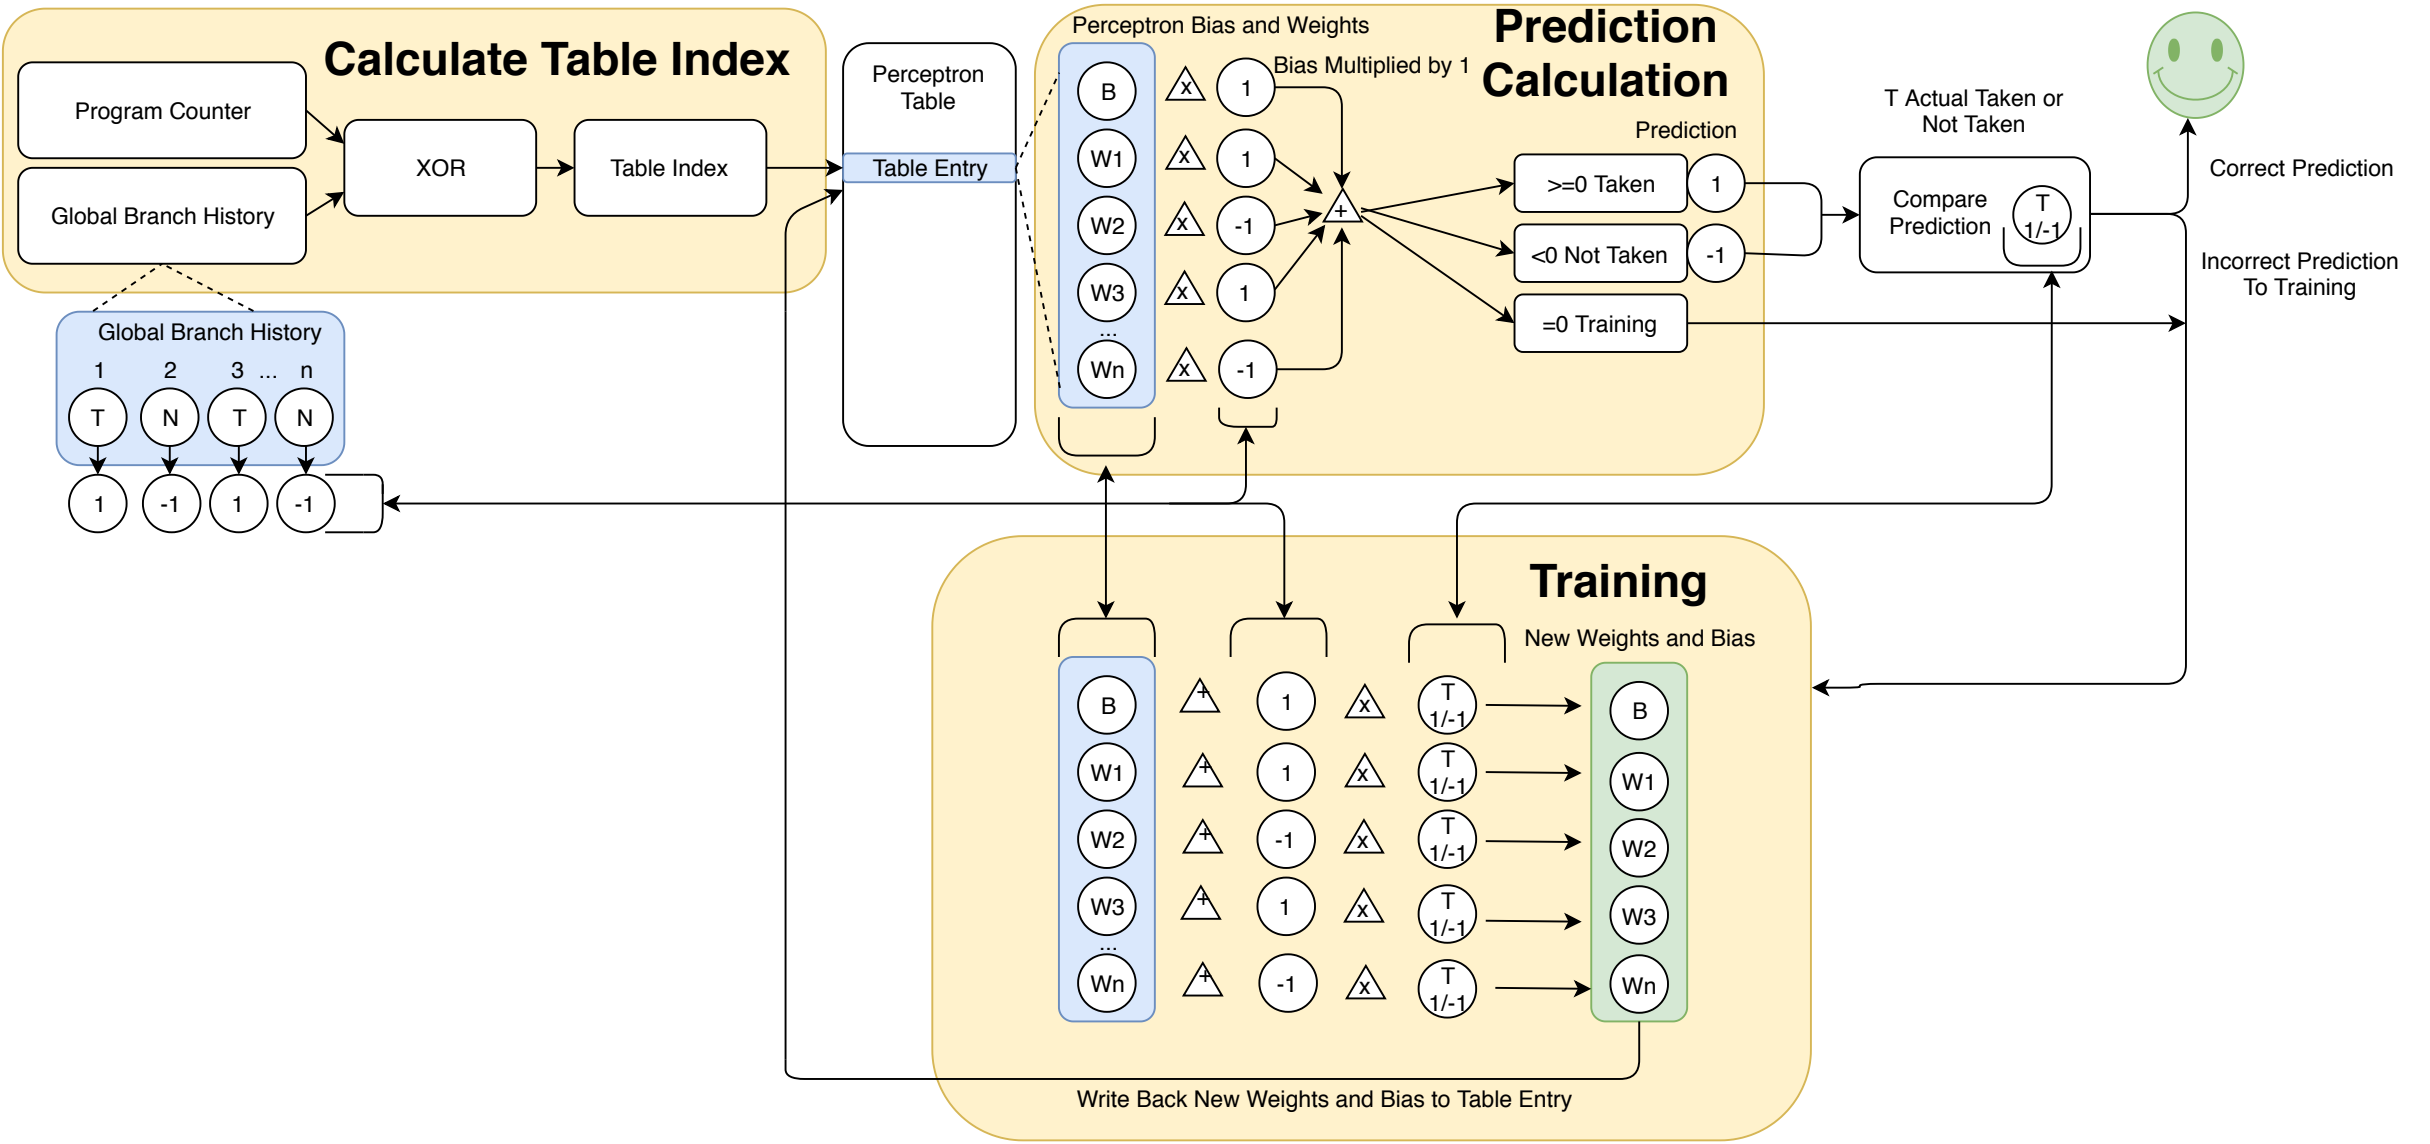 Calculate Table Index
Program Counter
Global Branch History
XOR
Table Index
Global Branch History
1 2 3 ... n
T N T N
1 -1 1 -1
Perceptron
Table
Table Entry
Perceptron Bias and Weights
Prediction
Calculation
Bias Multiplied by 1
B x 1
W1 x 1
W2 x -1
W3 x 1
...
Wn x -1
+
Prediction
>=0 Taken 1
<0 Not Taken -1
=0 Training
T Actual Taken or
Not Taken
Compare
Prediction
T
1/-1
Correct Prediction
Incorrect Prediction
To Training
Training
New Weights and Bias
B + 1 x T
1/-1
B
W1 + 1 x T
1/-1
W1
W2 + -1 x T
1/-1
W2
W3 + 1 x T
1/-1
W3
...
Wn + -1 x T
1/-1
Wn
Write Back New Weights and Bias to Table Entry